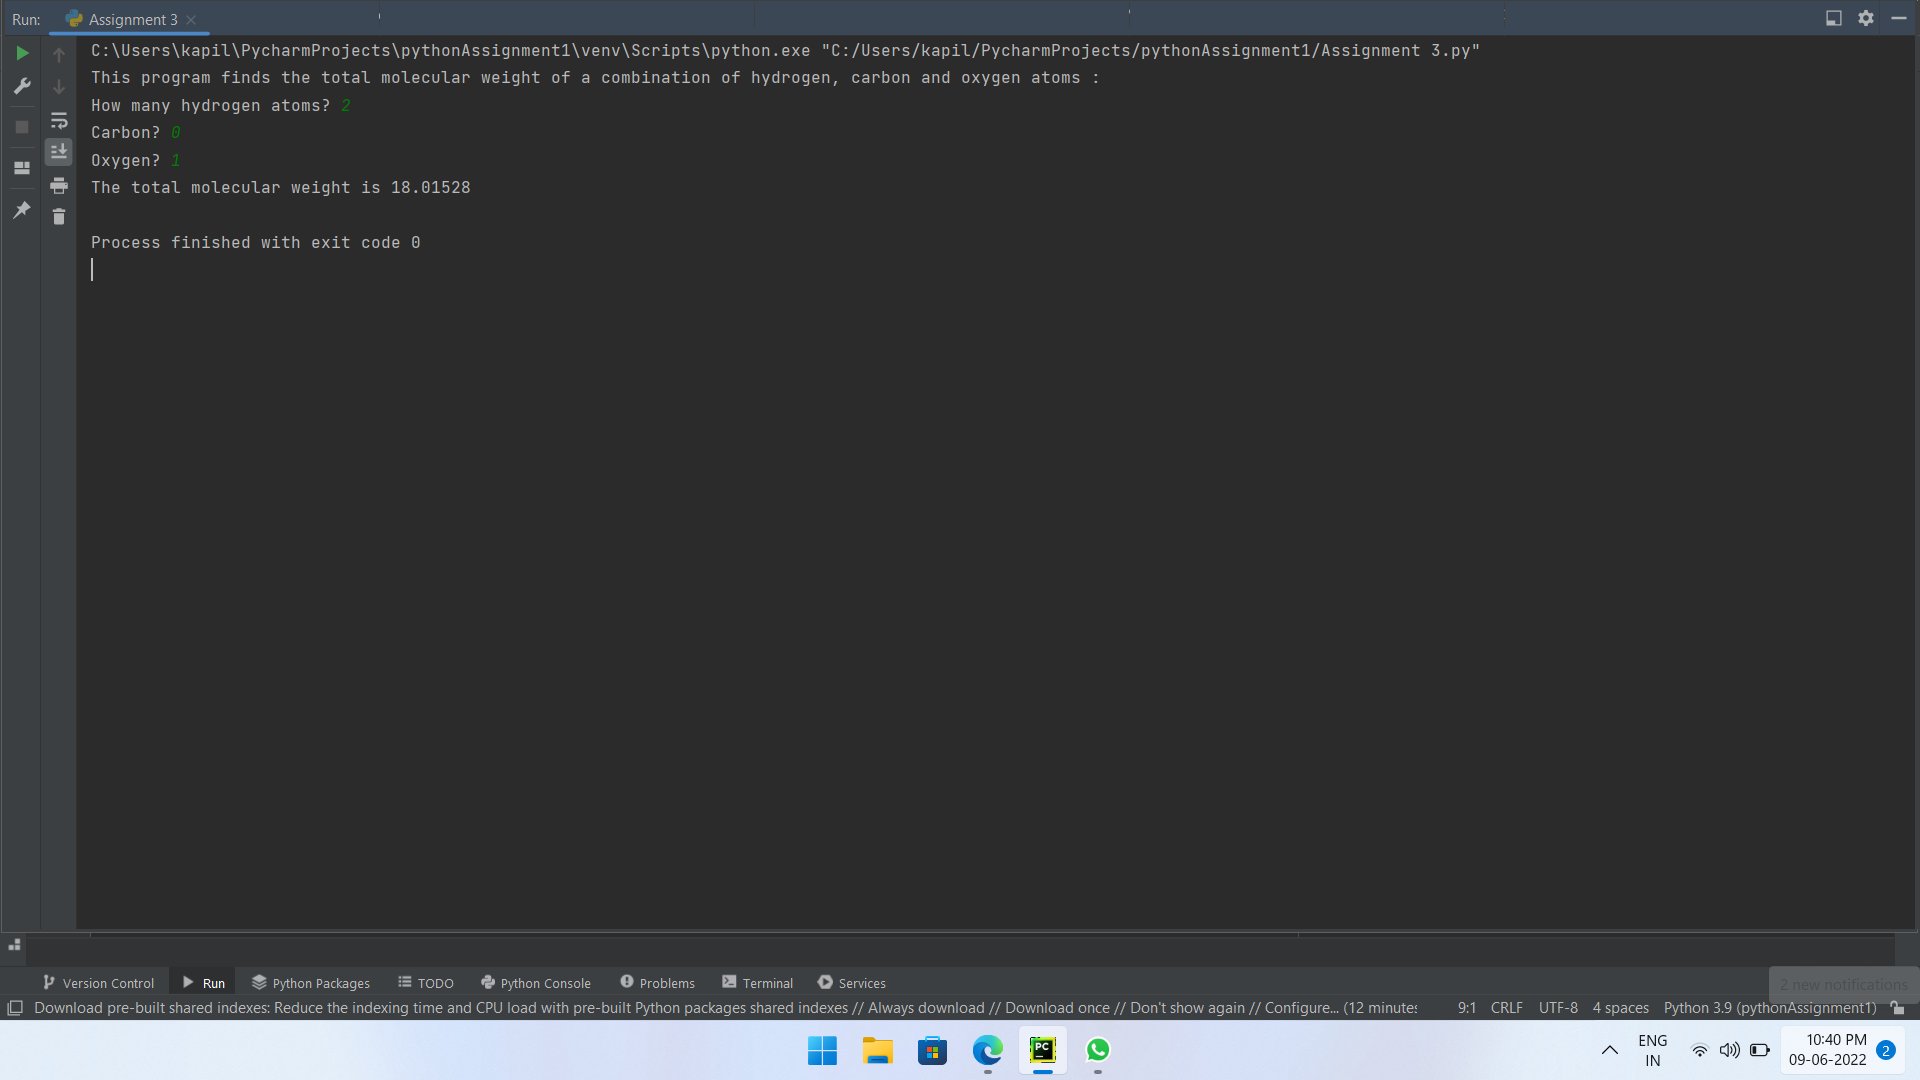 Run: Assignment 3
C:\Users\kapil\PycharmProjects\pythonAssignment1\venv\Scripts\python.exe "C:/Users/kapil/PycharmProjects/pythonAssignment1/Assignment 3.py"
This program finds the total molecular weight of a combination of hydrogen, carbon and oxygen atoms :
How many hydrogen atoms? 2
Carbon? 0
Oxygen? 1
The total molecular weight is 18.01528
Process finished with exit code 0
Version Control Run Python Packages TODO Python Console Problems Terminal Services
2 new notifications
Download pre-built shared indexes: Reduce the indexing time and CPU load with pre-built Python packages shared indexes // Always download // Download once // Don't show again // Configure... (12 minutes 9:1 CRLF UTF-8 4 spaces Python 3.9 (pythonAssignment1)
PC
ENG
IN
10:40 PM
09-06-2022
2